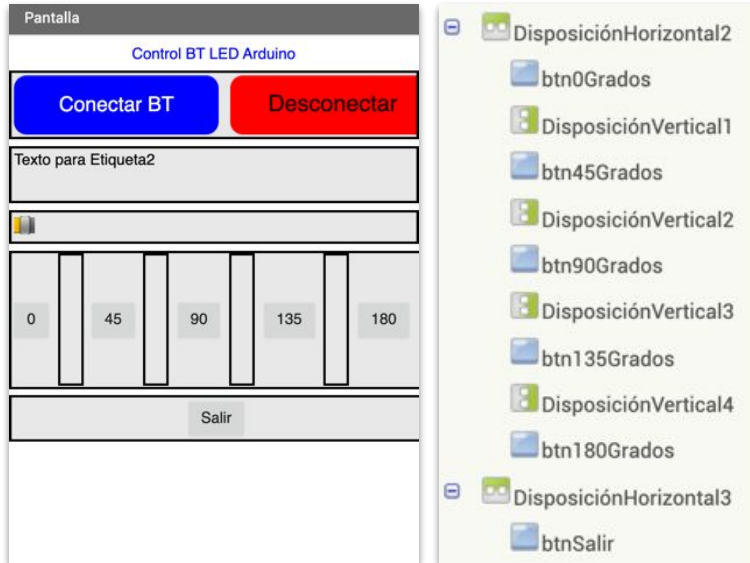 Pantalla
Control BT LED Arduino
Conectar BT
Desconectar
Texto para Etiqueta2
0
45
90
135
180
Salir
DisposiciónHorizontal2
btn0Grados
DisposiciónVertical1
btn45Grados
DisposiciónVertical2
btn90Grados
DisposiciónVertical3
btn135Grados
DisposiciónVertical4
btn180Grados
DisposiciónHorizontal3
btnSalir